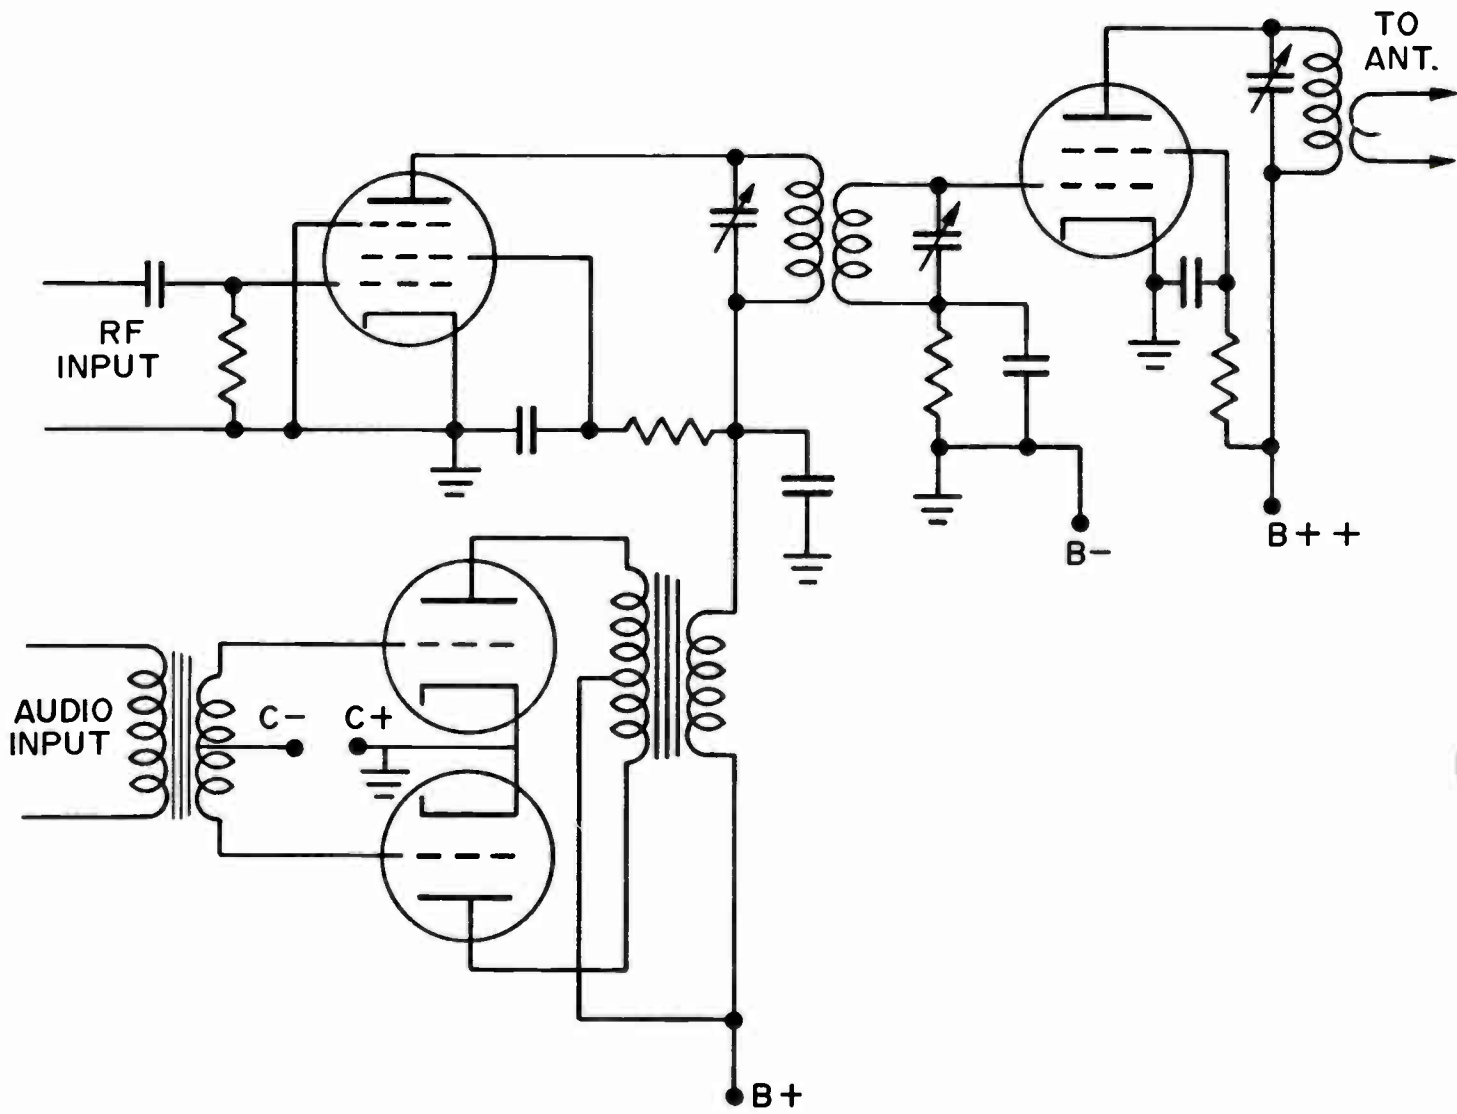 TO
ANT.
RF
INPUT
B++
B-
AUDIO
INPUT
C-
C+
B+